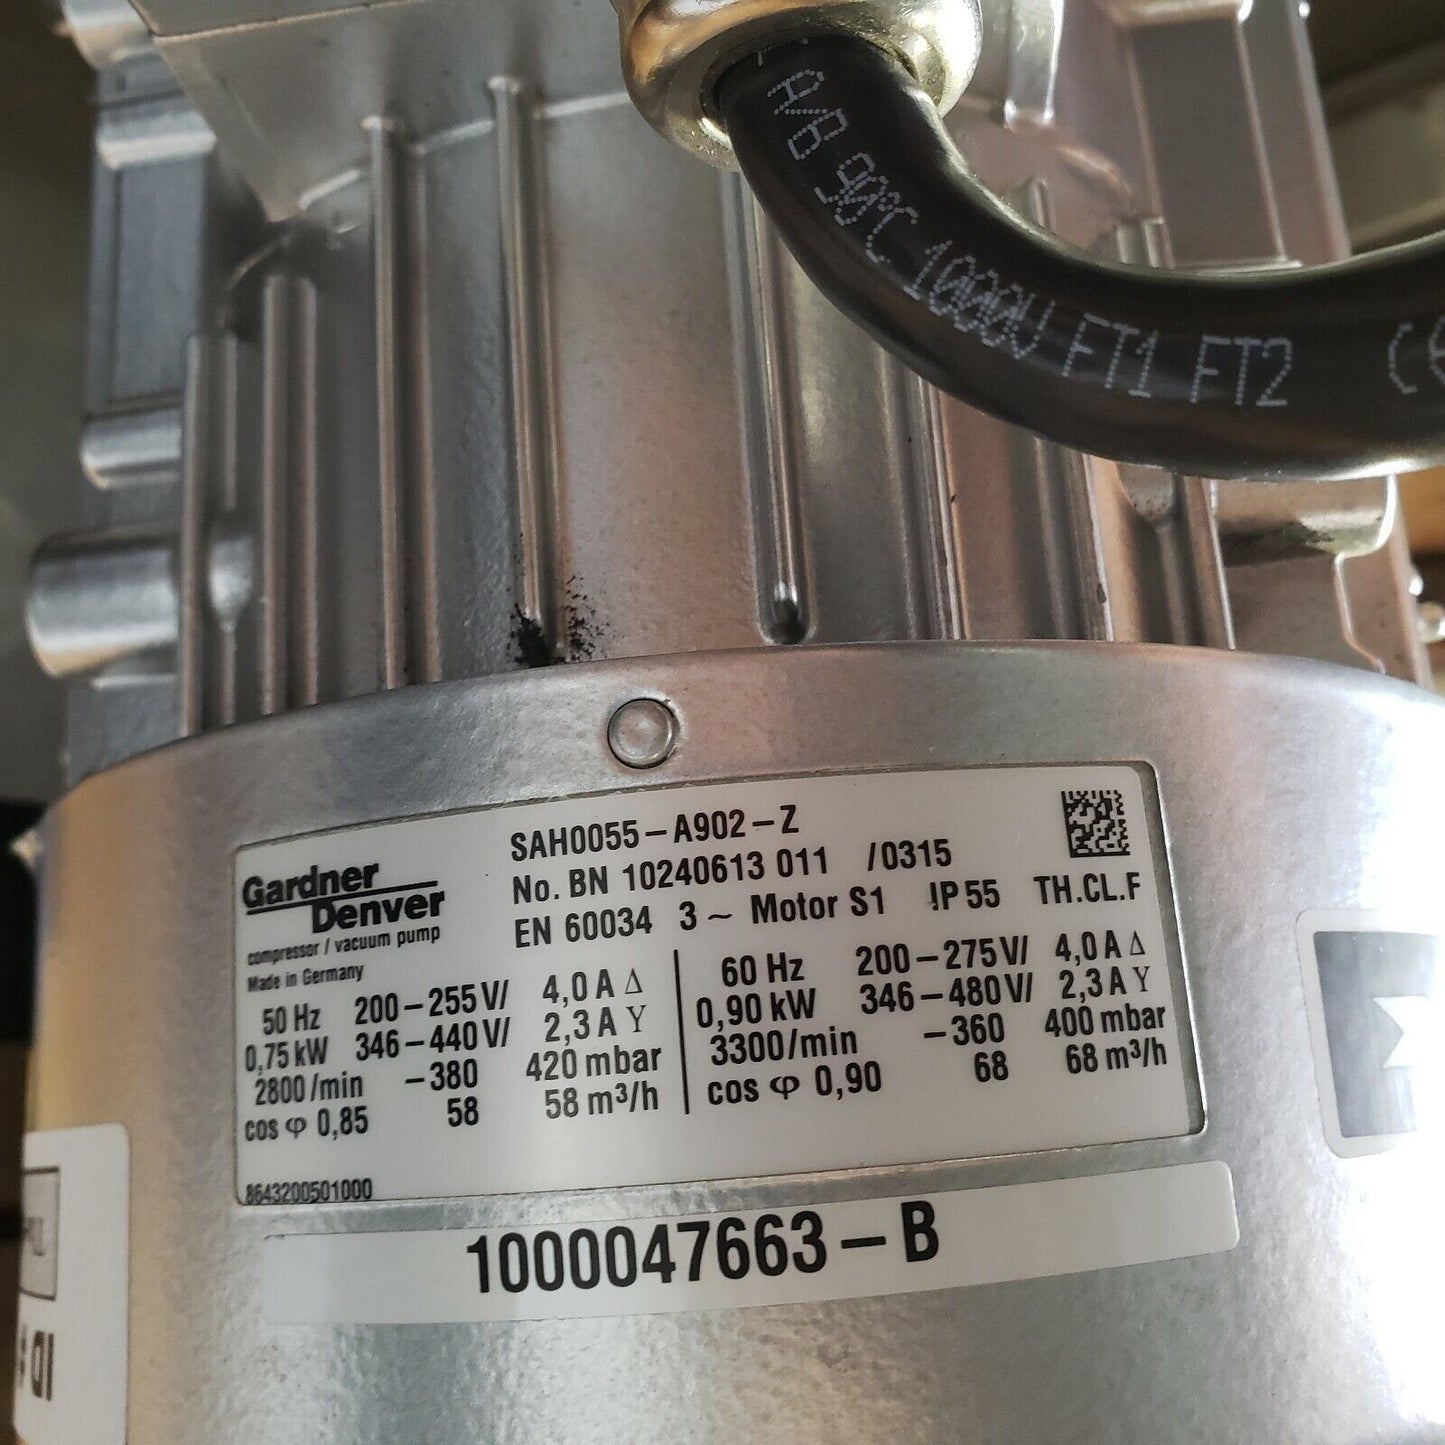 90°C 1000V FT1 FT2 CE
SAH0055-A902-Z
Gardner Denver
No. BN 10240613 011 /0315
compressor / vacuum pump
EN 60034 3 ~ Motor S1 IP 55 TH.CL.F
Made in Germany
50 Hz 200-255 V/ 4,0 A Δ
0,75 kW 346-440 V/ 2,3 A Y
2800 /min -380 420 mbar
cos φ 0,85 58 58 m³/h
60 Hz 200-275 V/ 4,0 A Δ
0,90 kW 346-480 V/ 2,3 A Y
3300/min -360 400 mbar
cos φ 0,90 68 68 m³/h
8643200501000
1000047663-B